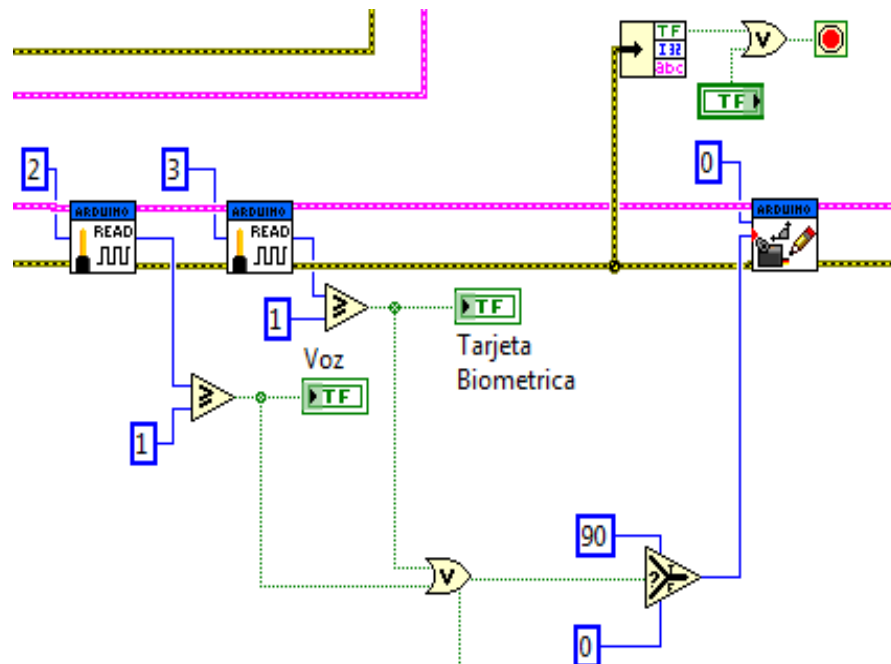 TF
I32
abc
V
TF
2
3
0
ARDUINO
READ
ARDUINO
READ
ARDUINO
1
TF
Tarjeta
Biometrica
Voz
TF
1
90
V
?
T
F
0